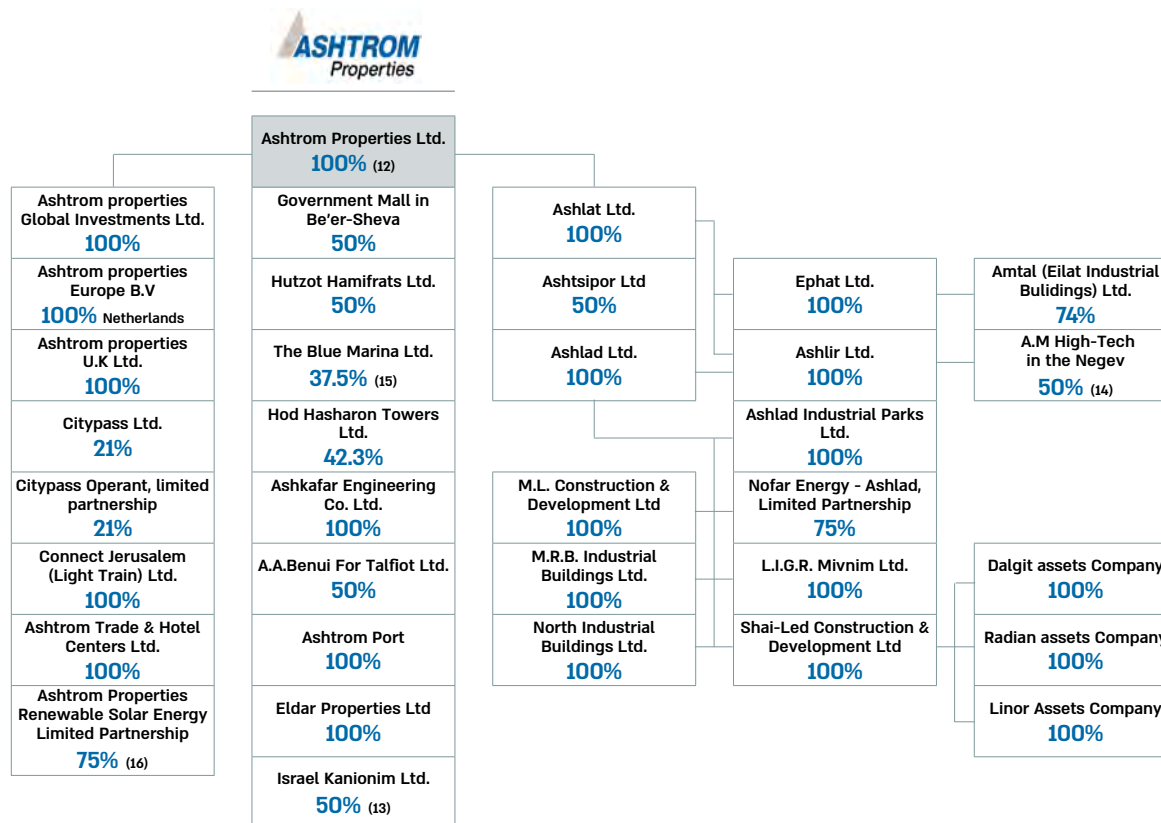 ASHTROM
Properties
Ashtrom Properties Ltd.
100% (12)
Ashtrom properties
Global Investments Ltd.
100%
Ashtrom properties
Europe B.V
100% Netherlands
Ashtrom properties
U.K Ltd.
100%
Citypass Ltd.
21%
Citypass Operant, limited
partnership
21%
Connect Jerusalem
(Light Train) Ltd.
100%
Ashtrom Trade & Hotel
Centers Ltd.
100%
Ashtrom Properties
Renewable Solar Energy
Limited Partnership
75% (16)
Government Mall in
Be'er-Sheva
50%
Hutzot Hamifrats Ltd.
50%
The Blue Marina Ltd.
37.5% (15)
Hod Hasharon Towers
Ltd.
42.3%
Ashkafar Engineering
Co. Ltd.
100%
A.A.Benui For Talfiot Ltd.
50%
Ashtrom Port
100%
Eldar Properties Ltd
100%
Israel Kanionim Ltd.
50% (13)
Ashlat Ltd.
100%
Ashtsipor Ltd
50%
Ashlad Ltd.
100%
M.L. Construction &
Development Ltd
100%
M.R.B. Industrial
Buildings Ltd.
100%
North Industrial
Buildings Ltd.
100%
Ephat Ltd.
100%
Ashlir Ltd.
100%
Ashlad Industrial Parks
Ltd.
100%
Nofar Energy - Ashlad,
Limited Partnership
75%
L.I.G.R. Mivnim Ltd.
100%
Shai-Led Construction &
Development Ltd
100%
Amtal (Eilat Industrial
Bulidings) Ltd.
74%
A.M High-Tech
in the Negev
50% (14)
Dalgit assets Company
100%
Radian assets Company
100%
Linor Assets Company
100%